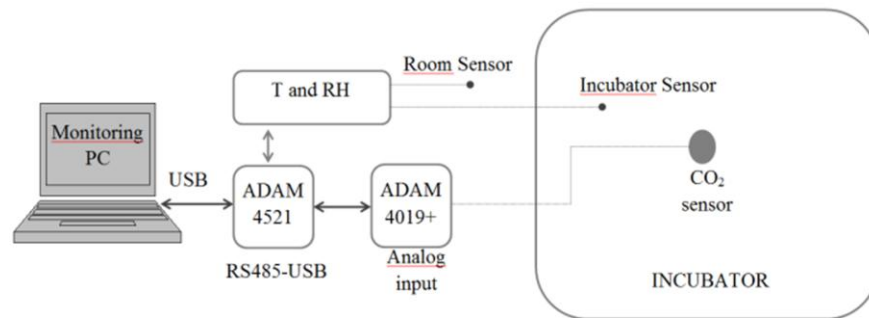 Room Sensor
T and RH
Incubator Sensor
Monitoring
PC
USB
ADAM
4521
ADAM
4019+
CO₂
sensor
RS485-USB
Analog
input
INCUBATOR